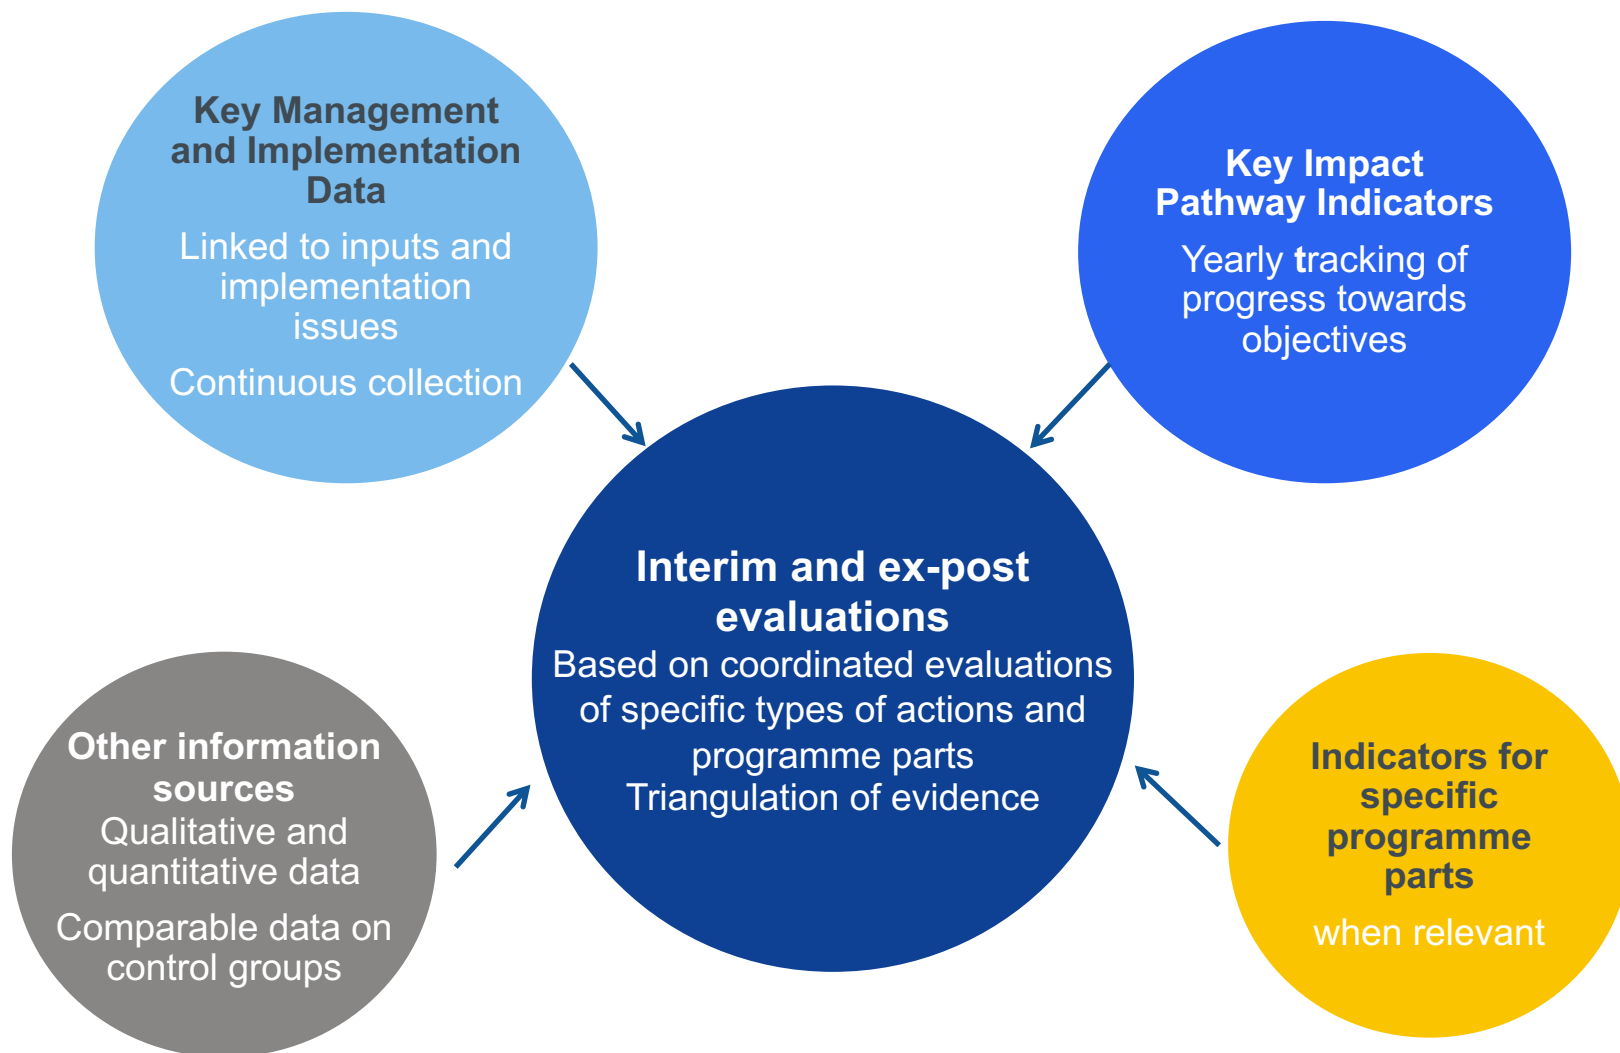 Key Management
and Implementation
Data
Linked to inputs and
implementation
issues
Continuous collection
Key Impact
Pathway Indicators
Yearly tracking of
progress towards
objectives
Interim and ex-post
evaluations
Based on coordinated evaluations
of specific types of actions and
programme parts
Triangulation of evidence
Other information
sources
Qualitative and
quantitative data
Comparable data on
control groups
Indicators for
specific
programme
parts
when relevant